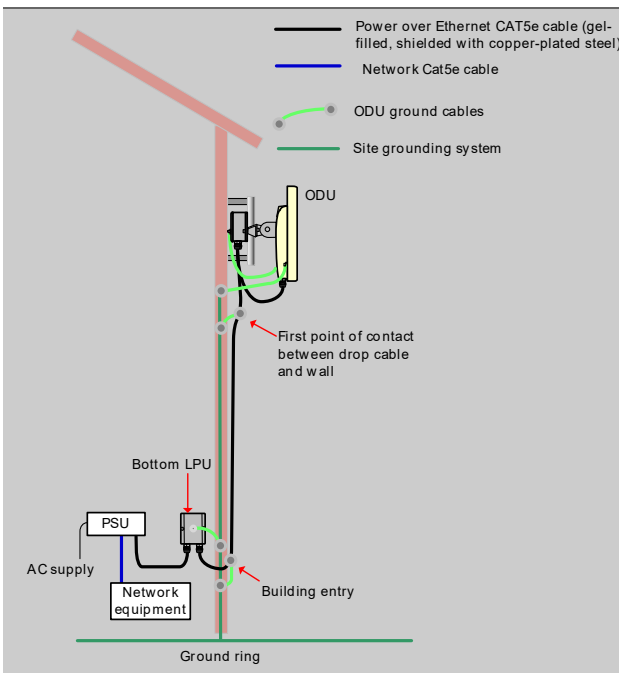 Power over Ethernet CAT5e cable (gel-
filled, shielded with copper-plated steel)
Network Cat5e cable
ODU ground cables
Site grounding system
ODU
First point of contact
between drop cable
and wall
Bottom LPU
PSU
AC supply
Network
equipment
Building entry
Ground ring